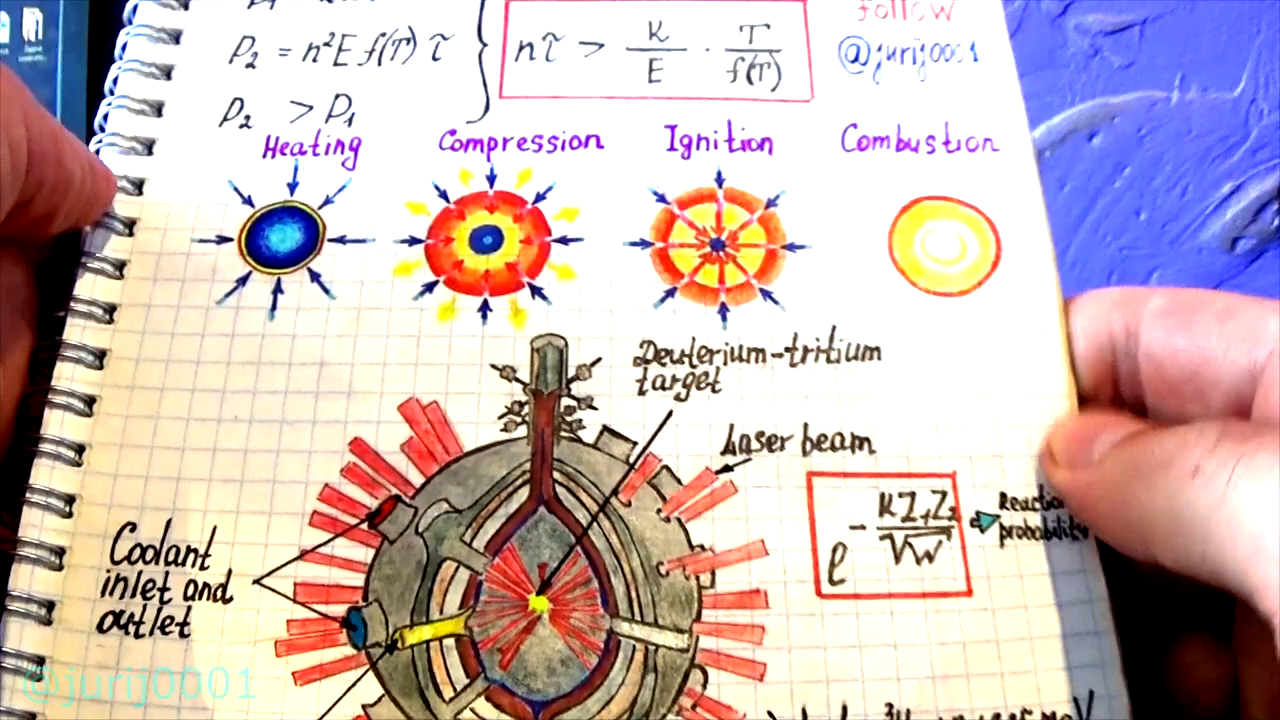 P₂ = n²E f(T) τ
nτ > K/E · T/f(T)
follow
@jurij0001
P₂ > P₁
Heating Compression Ignition Combustion
Deuterium-tritium
target
Laser beam
Coolant
inlet and
outlet
e^(-KZ₁Z₂/√W)
Reaction
probability
@jurij0001